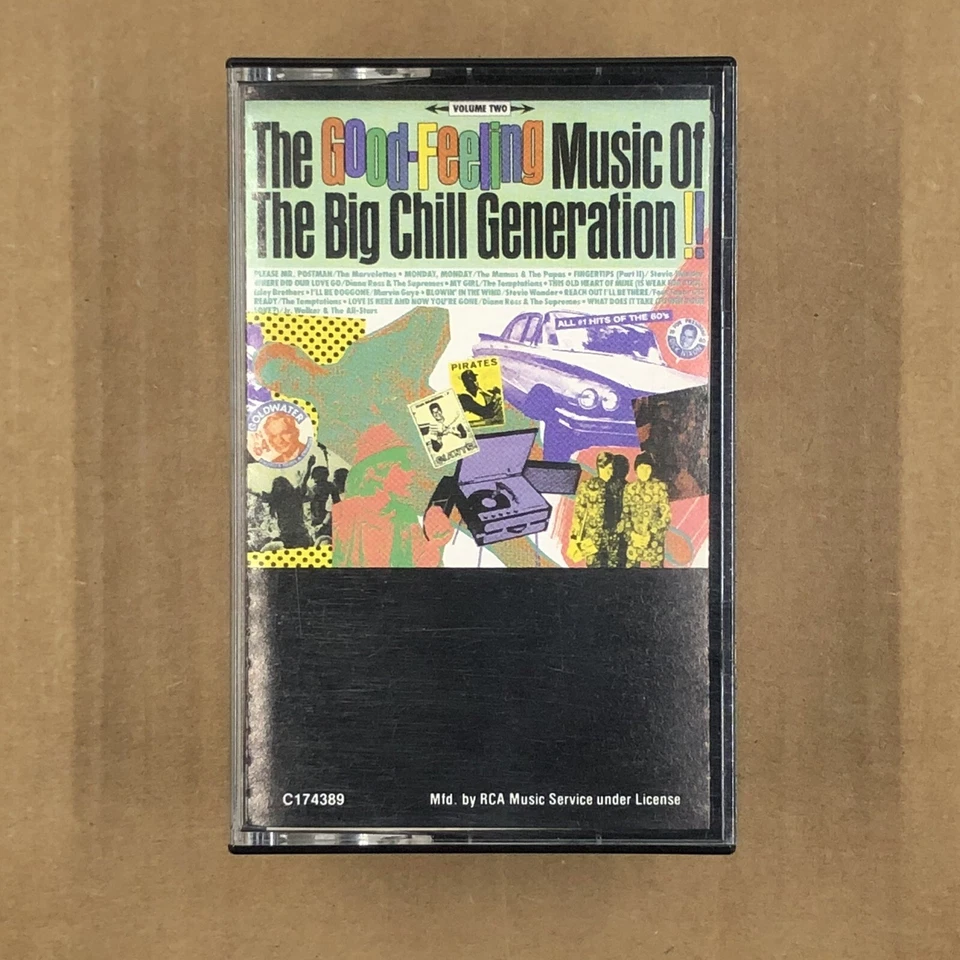 VOLUME TWO
The Good-Feeling Music Of
The Big Chill Generation!!
PLEASE MR. POSTMAN/The Marvelettes • MONDAY, MONDAY/The Mamas & The Papas • FINGERTIPS (Part II)/Stevie
WHERE DID OUR LOVE GO/Diana Ross & The Supremes • MY GIRL/The Temptations • THIS OLD HEART OF MINE (IS WEAK
Isley Brothers • I'LL BE DOGGONE/Marvin Gaye • BLOWIN' IN THE WIND/Stevie Wonder • REACH OUT I'LL BE THERE/Four
READY/The Temptations • LOVE IS HERE AND NOW YOU'RE GONE/Diana Ross & The Supremes • WHAT DOES IT TAKE
Jr. Walker & The All-Stars
ALL #1 HITS OF THE 60's
PIRATES
GIANTS
GOLDWATER
64
C174389
Mfd. by RCA Music Service under License